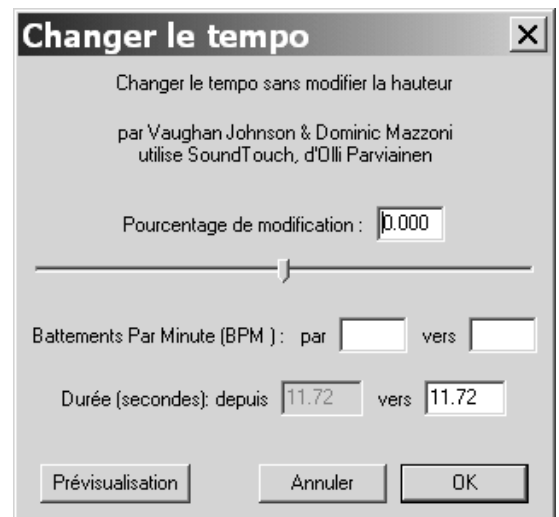 Changer le tempo
Changer le tempo sans modifier la hauteur
par Vaughan Johnson & Dominic Mazzoni
utilise SoundTouch, d'Olli Parviainen
Pourcentage de modification : 0.000
Battements Par Minute (BPM ) : par vers
Durée (secondes): depuis 11.72 vers 11.72
Prévisualisation Annuler OK